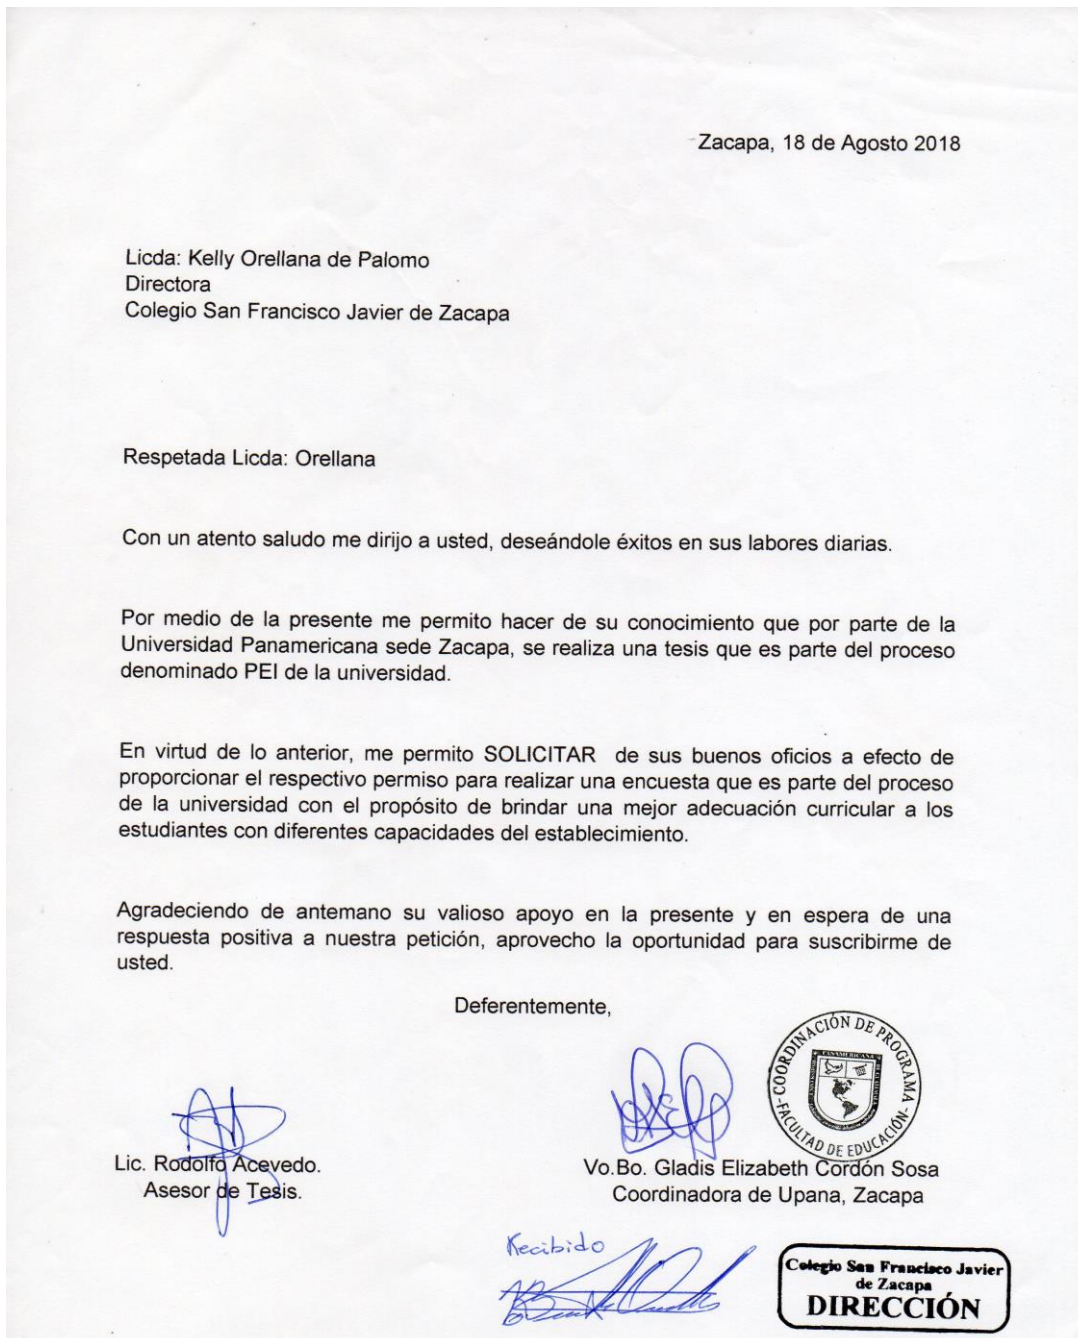 Zacapa, 18 de Agosto 2018
Licda: Kelly Orellana de Palomo
Directora
Colegio San Francisco Javier de Zacapa
Respetada Licda: Orellana
Con un atento saludo me dirijo a usted, deseándole éxitos en sus labores diarias.
Por medio de la presente me permito hacer de su conocimiento que por parte de la
Universidad Panamericana sede Zacapa, se realiza una tesis que es parte del proceso
denominado PEI de la universidad.
En virtud de lo anterior, me permito SOLICITAR de sus buenos oficios a efecto de
proporcionar el respectivo permiso para realizar una encuesta que es parte del proceso
de la universidad con el propósito de brindar una mejor adecuación curricular a los
estudiantes con diferentes capacidades del establecimiento.
Agradeciendo de antemano su valioso apoyo en la presente y en espera de una
respuesta positiva a nuestra petición, aprovecho la oportunidad para suscribirme de
usted.
Deferentemente,
COORDINACIÓN DE PROGRAMA
-FACULTAD DE EDUCACIÓN-
PANAMERICANA
Lic. Rodolfo Acevedo.
Asesor de Tesis.
Vo.Bo. Gladis Elizabeth Cordón Sosa
Coordinadora de Upana, Zacapa
Recibido
Colegio San Francisco Javier
de Zacapa
DIRECCIÓN